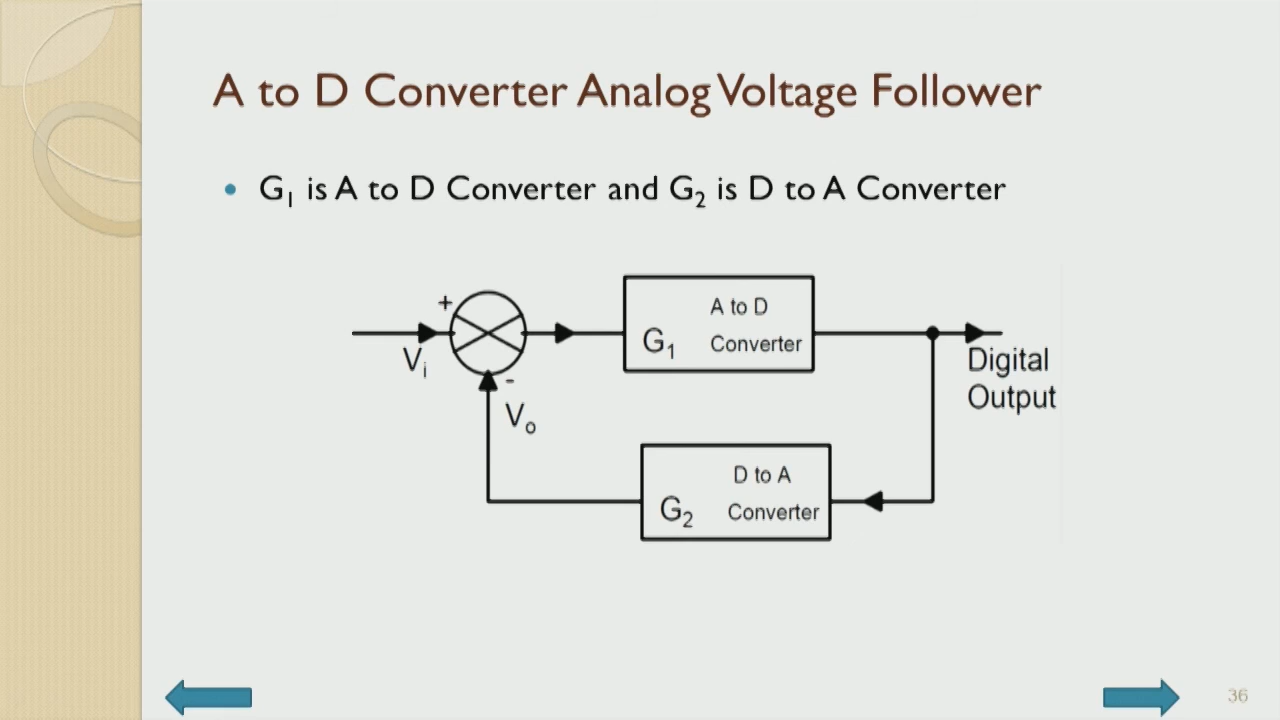 A to D Converter Analog Voltage Follower
• G₁ is A to D Converter and G₂ is D to A Converter
+
Vᵢ
G₁ A to D Converter
Digital Output
-
Vₒ
G₂ D to A Converter
36